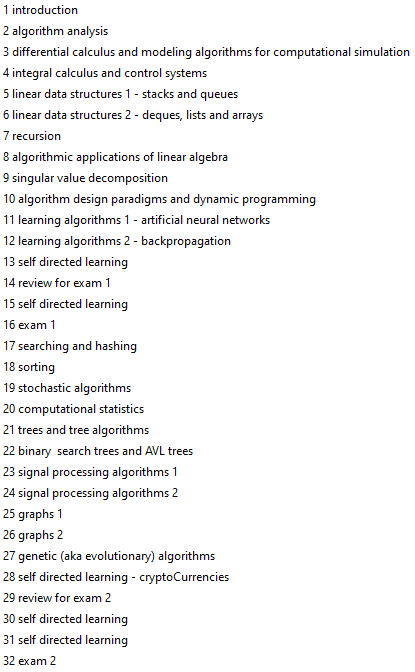 1 introduction
2 algorithm analysis
3 differential calculus and modeling algorithms for computational simulation
4 integral calculus and control systems
5 linear data structures 1 - stacks and queues
6 linear data structures 2 - deques, lists and arrays
7 recursion
8 algorithmic applications of linear algebra
9 singular value decomposition
10 algorithm design paradigms and dynamic programming
11 learning algorithms 1 - artificial neural networks
12 learning algorithms 2 - backpropagation
13 self directed learning
14 review for exam 1
15 self directed learning
16 exam 1
17 searching and hashing
18 sorting
19 stochastic algorithms
20 computational statistics
21 trees and tree algorithms
22 binary  search trees and AVL trees
23 signal processing algorithms 1
24 signal processing algorithms 2
25 graphs 1
26 graphs 2
27 genetic (aka evolutionary) algorithms
28 self directed learning - cryptoCurrencies
29 review for exam 2
30 self directed learning
31 self directed learning
32 exam 2